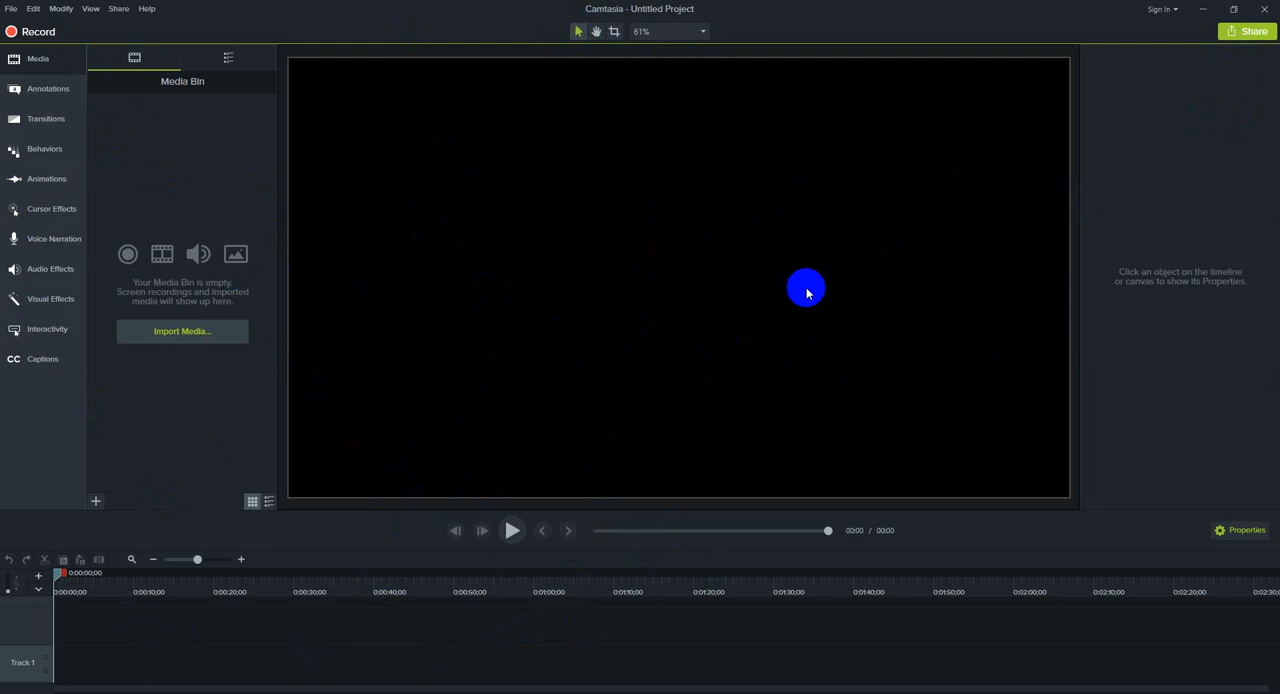 File Edit Modify View Share Help
Camtasia - Untitled Project
Sign In
Record
61%
Share
Media
Annotations
Transitions
Behaviors
Animations
Cursor Effects
Voice Narration
Audio Effects
Visual Effects
Interactivity
CC Captions
Media Bin
Your Media Bin is empty.
Screen recordings and imported
media will show up here.
Import Media...
Click an object on the timeline
or canvas to show its Properties.
00:00 / 00:00
Properties
0:00:00;00
0:00:00;00 0:00:10;00 0:00:20;00 0:00:30;00 0:00:40;00 0:00:50;00 0:01:00;00 0:01:10;00 0:01:20;00 0:01:30;00 0:01:40;00 0:01:50;00 0:02:00;00 0:02:10;00 0:02:20;00 0:02:30;
Track 1